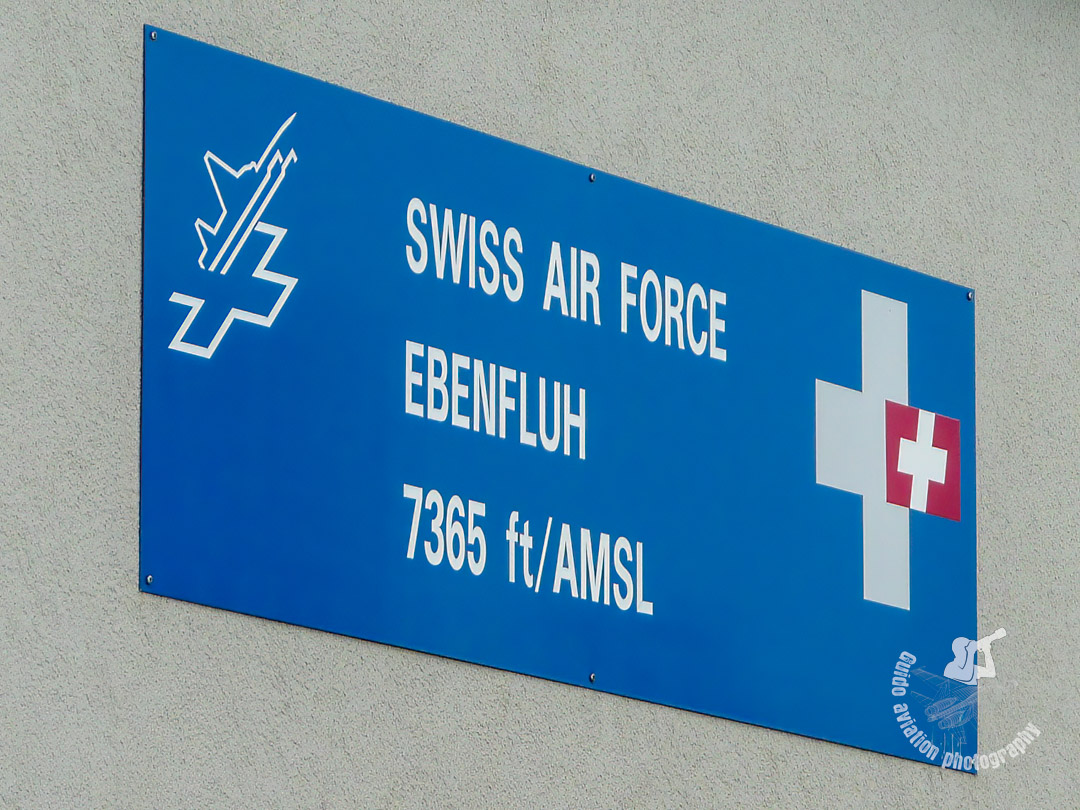 SWISS AIR FORCE
EBENFLUH
7365 ft/AMSL
guido aviation photography